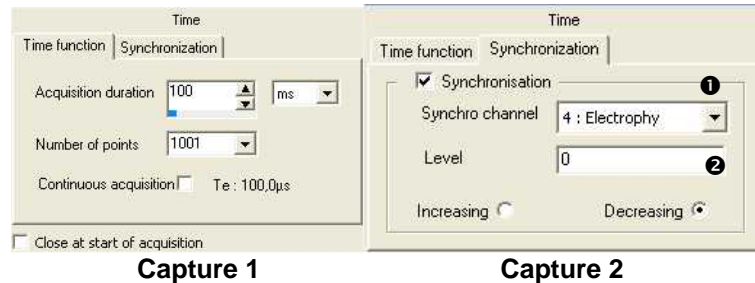 Time
Time function
Synchronization
Acquisition duration
100
ms
Number of points
1001
Continuous acquisition
Te : 100,0µs
Close at start of acquisition
Capture 1
Time
Time function
Synchronization
Synchronisation
❶
Synchro channel
4 : Electrophy
Level
0
❷
Increasing
Decreasing
Capture 2